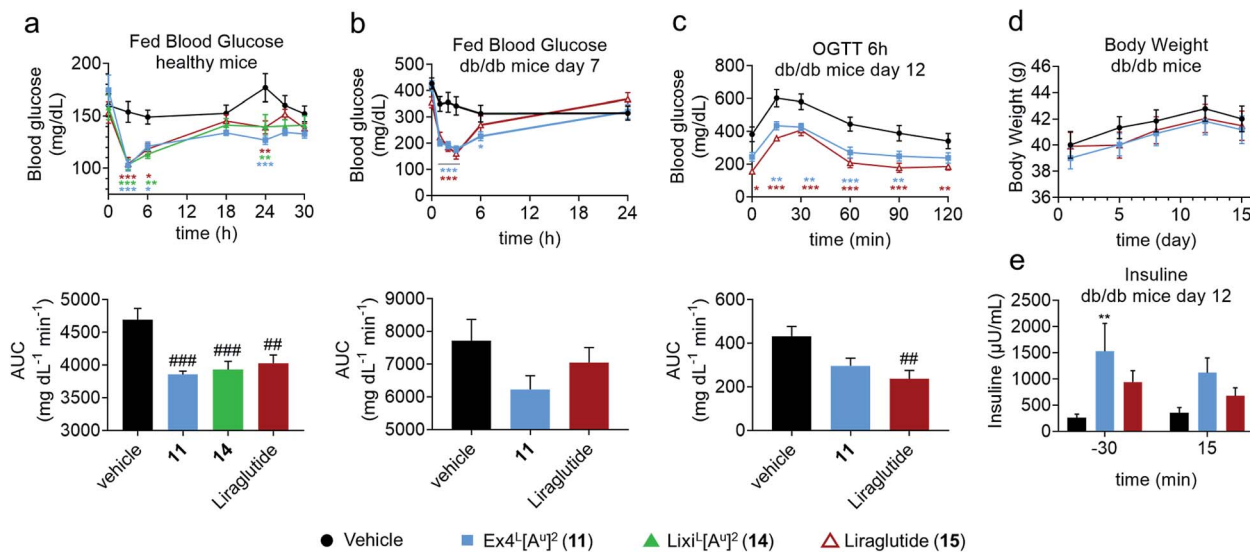 a
Fed Blood Glucose
healthy mice
Blood glucose
(mg/dL)
200
175
150
125
100
***
***
***
*
**
*
**
**
***
0 6 12 18 24 30
time (h)
b
Fed Blood Glucose
db/db mice day 7
Blood glucose
(mg/dL)
500
400
300
200
100
0
***
***
*
0 6 24
time (h)
c
OGTT 6h
db/db mice day 12
Blood glucose
(mg/dL)
800
600
400
200
0
** ** *** ** **
* *** *** *** *** **
0 30 60 90 120
time (min)
d
Body Weight
db/db mice
Body Weight (g)
46
44
42
40
38
36
0 5 10 15
time (day)
AUC
(mg dL⁻¹ min⁻¹)
5000
4500
4000
3500
3000
### ### ##
vehicle 11 14 Liraglutide
AUC
(mg dL⁻¹ min⁻¹)
9000
8000
7000
6000
5000
vehicle 11 Liraglutide
AUC
(mg dL⁻¹ min⁻¹)
600
400
200
0
##
vehicle 11 Liraglutide
e
Insuline
db/db mice day 12
Insuline (µU/mL)
2500
2000
1500
1000
500
0
**
-30 15
time (min)
Vehicle Ex4ᴸ[Aᵘ]² (11) Lixiᴸ[Aᵘ]² (14) Liraglutide (15)